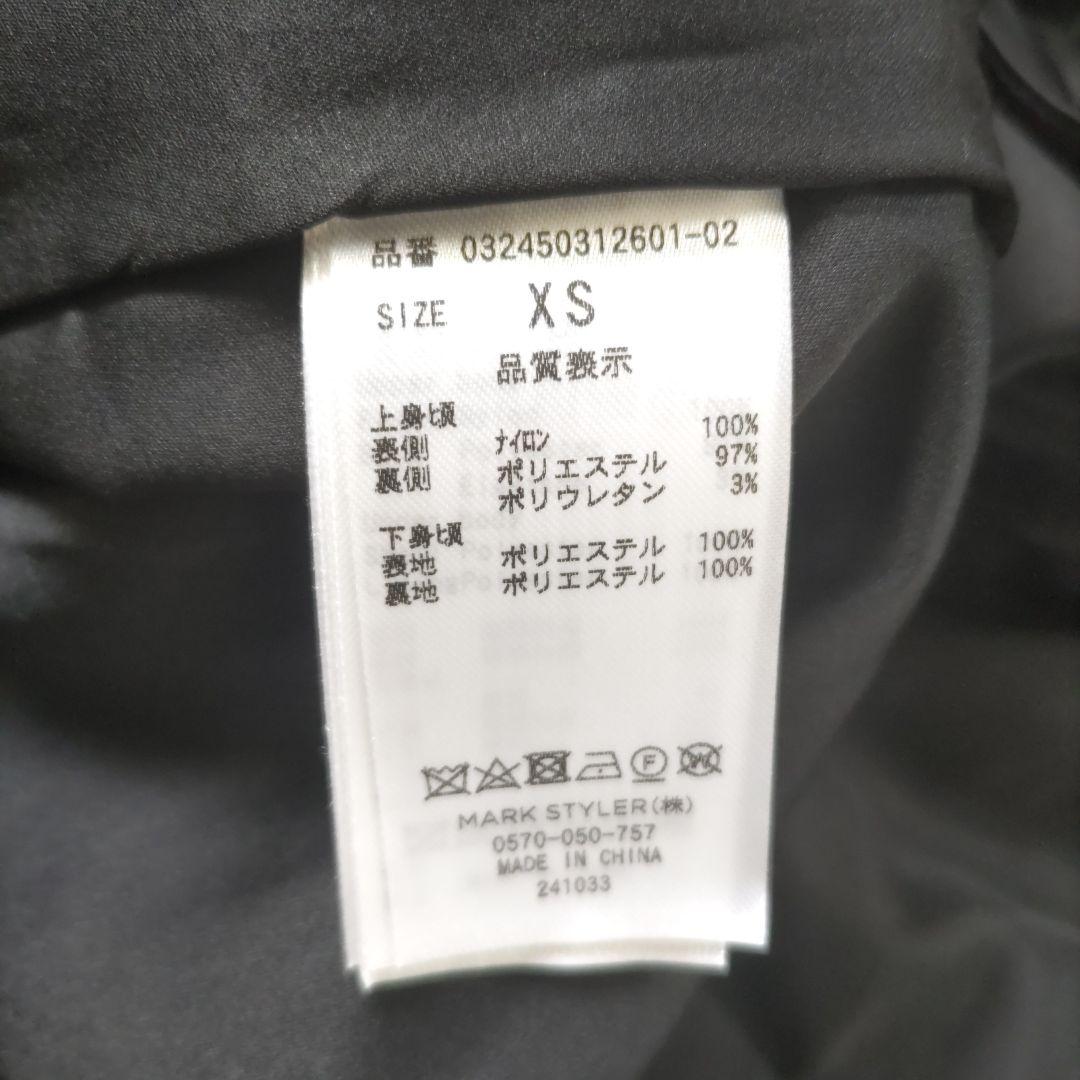 品番 032450312601-02
SIZE XS
品質表示
上身頃
表側 ナイロン 100%
裏側 ポリエステル 97%
ポリウレタン 3%
下身頃
表地 ポリエステル 100%
裏地 ポリエステル 100%
F W
MARK STYLER(株)
0570-050-757
MADE IN CHINA
241033